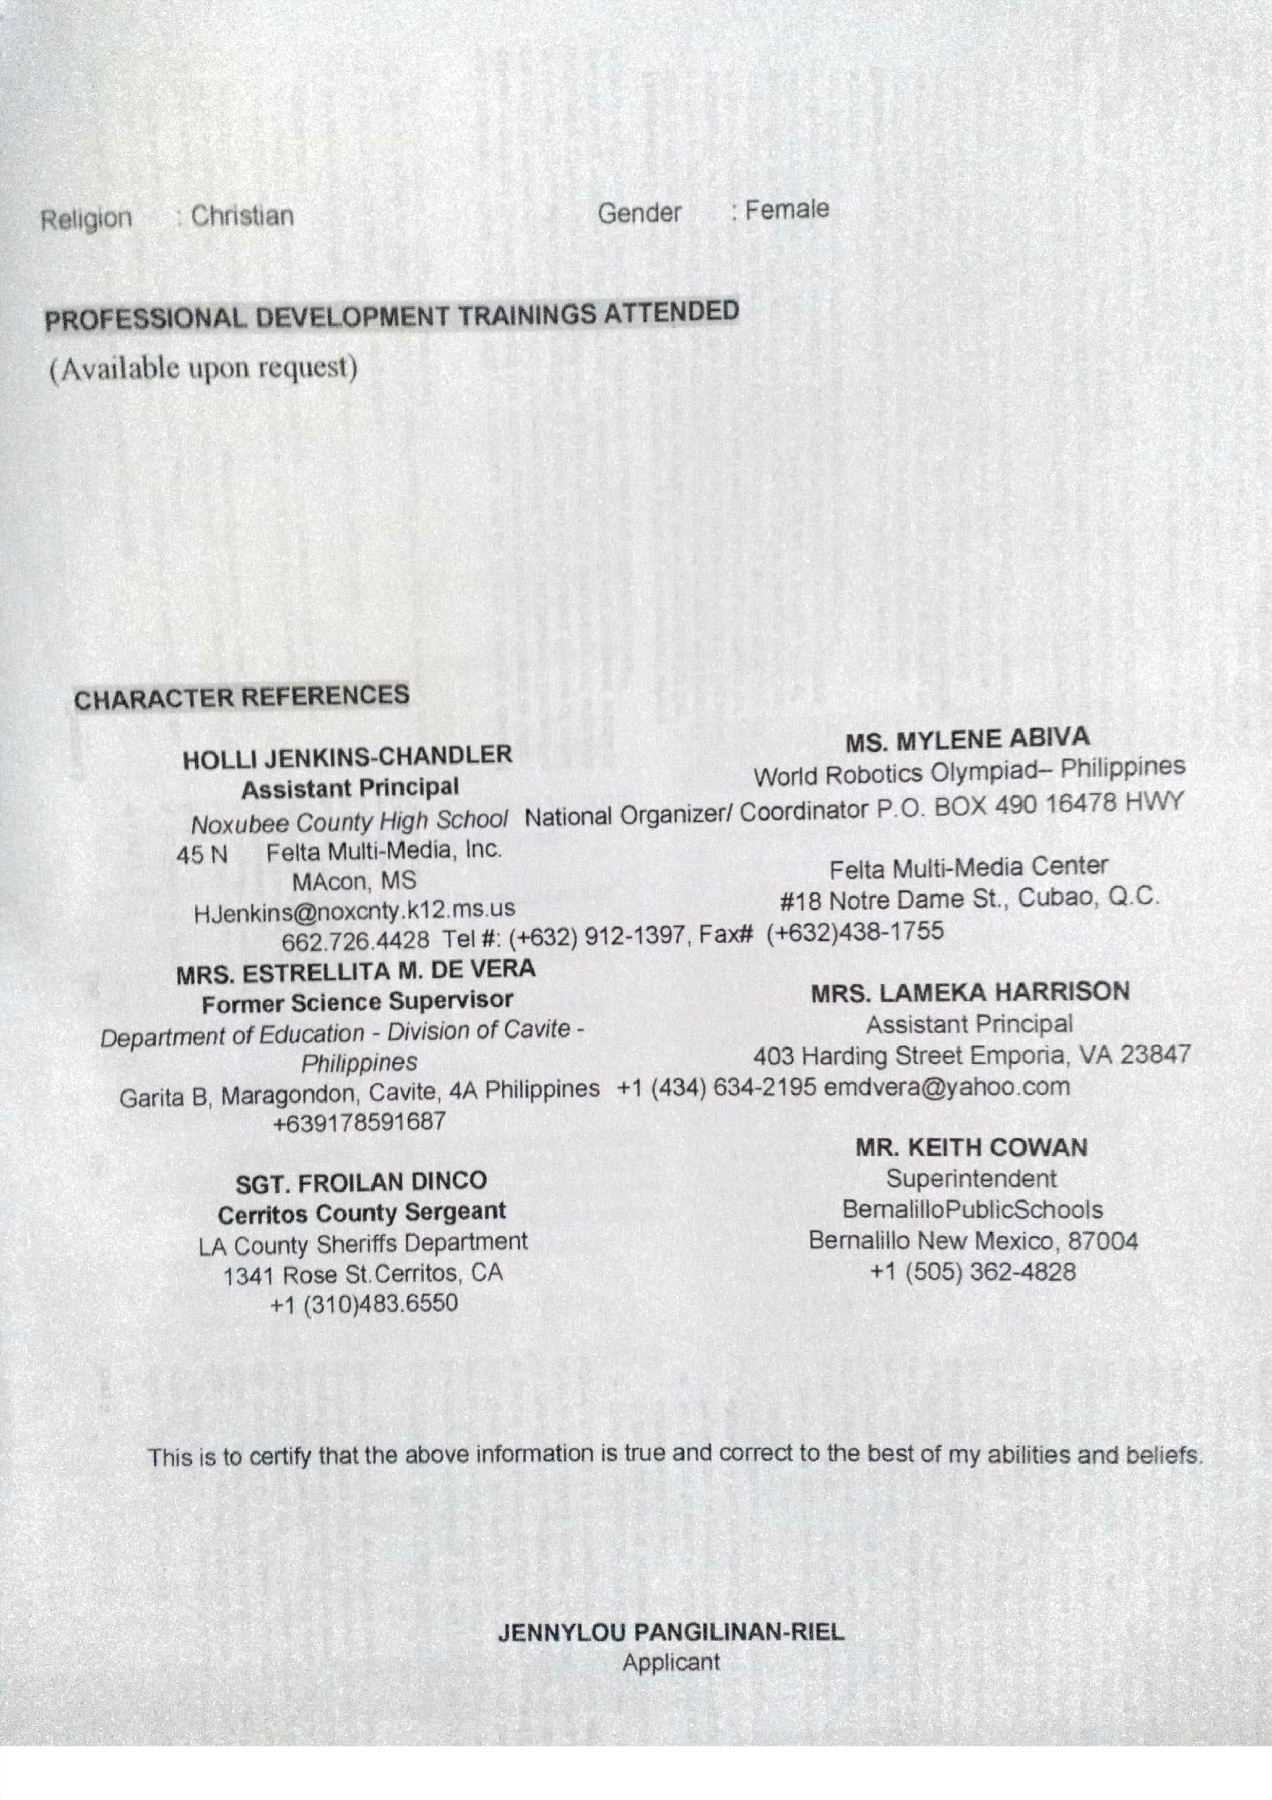 Religion : Christian Gender : Female
PROFESSIONAL DEVELOPMENT TRAININGS ATTENDED
(Available upon request)
CHARACTER REFERENCES
HOLLI JENKINS-CHANDLER MS. MYLENE ABIVA
Assistant Principal World Robotics Olympiad– Philippines
Noxubee County High School National Organizer/ Coordinator P.O. BOX 490 16478 HWY
45 N Felta Multi-Media, Inc.
MAcon, MS Felta Multi-Media Center
HJenkins@noxcnty.k12.ms.us #18 Notre Dame St., Cubao, Q.C.
662.726.4428 Tel #: (+632) 912-1397, Fax# (+632)438-1755
MRS. ESTRELLITA M. DE VERA
Former Science Supervisor MRS. LAMEKA HARRISON
Department of Education - Division of Cavite - Assistant Principal
Philippines 403 Harding Street Emporia, VA 23847
Garita B, Maragondon, Cavite, 4A Philippines +1 (434) 634-2195 emdvera@yahoo.com
+639178591687
MR. KEITH COWAN
SGT. FROILAN DINCO Superintendent
Cerritos County Sergeant BernalilloPublicSchools
LA County Sheriffs Department Bernalillo New Mexico, 87004
1341 Rose St.Cerritos, CA +1 (505) 362-4828
+1 (310)483.6550
This is to certify that the above information is true and correct to the best of my abilities and beliefs.
JENNYLOU PANGILINAN-RIEL
Applicant